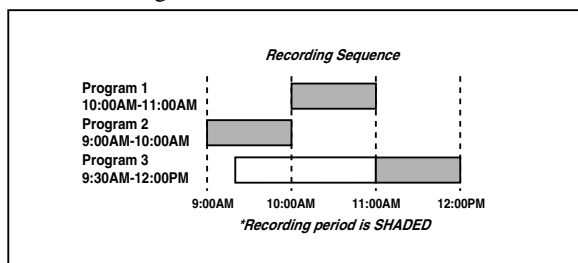 Recording Sequence
Program 1
10:00AM-11:00AM
Program 2
9:00AM-10:00AM
Program 3
9:30AM-12:00PM
9:00AM 10:00AM 11:00AM 12:00PM
*Recording period is SHADED